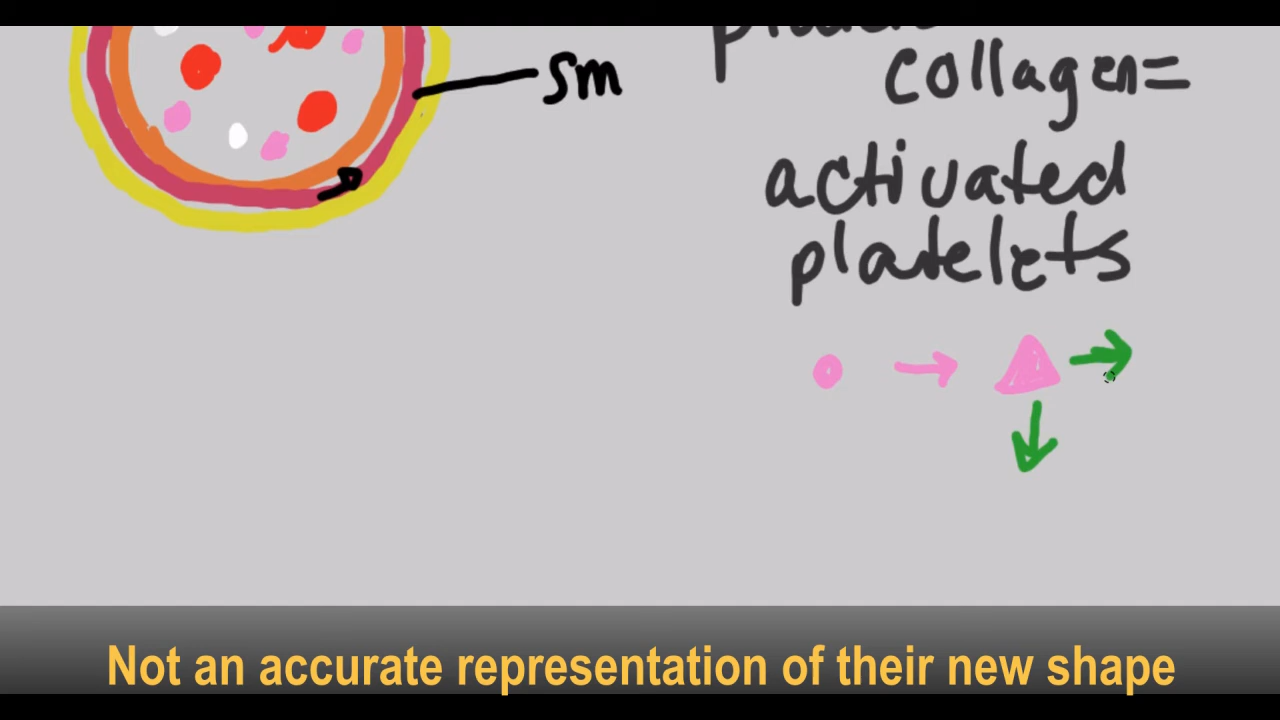 sm
collagen=
activated
platelets
Not an accurate representation of their new shape